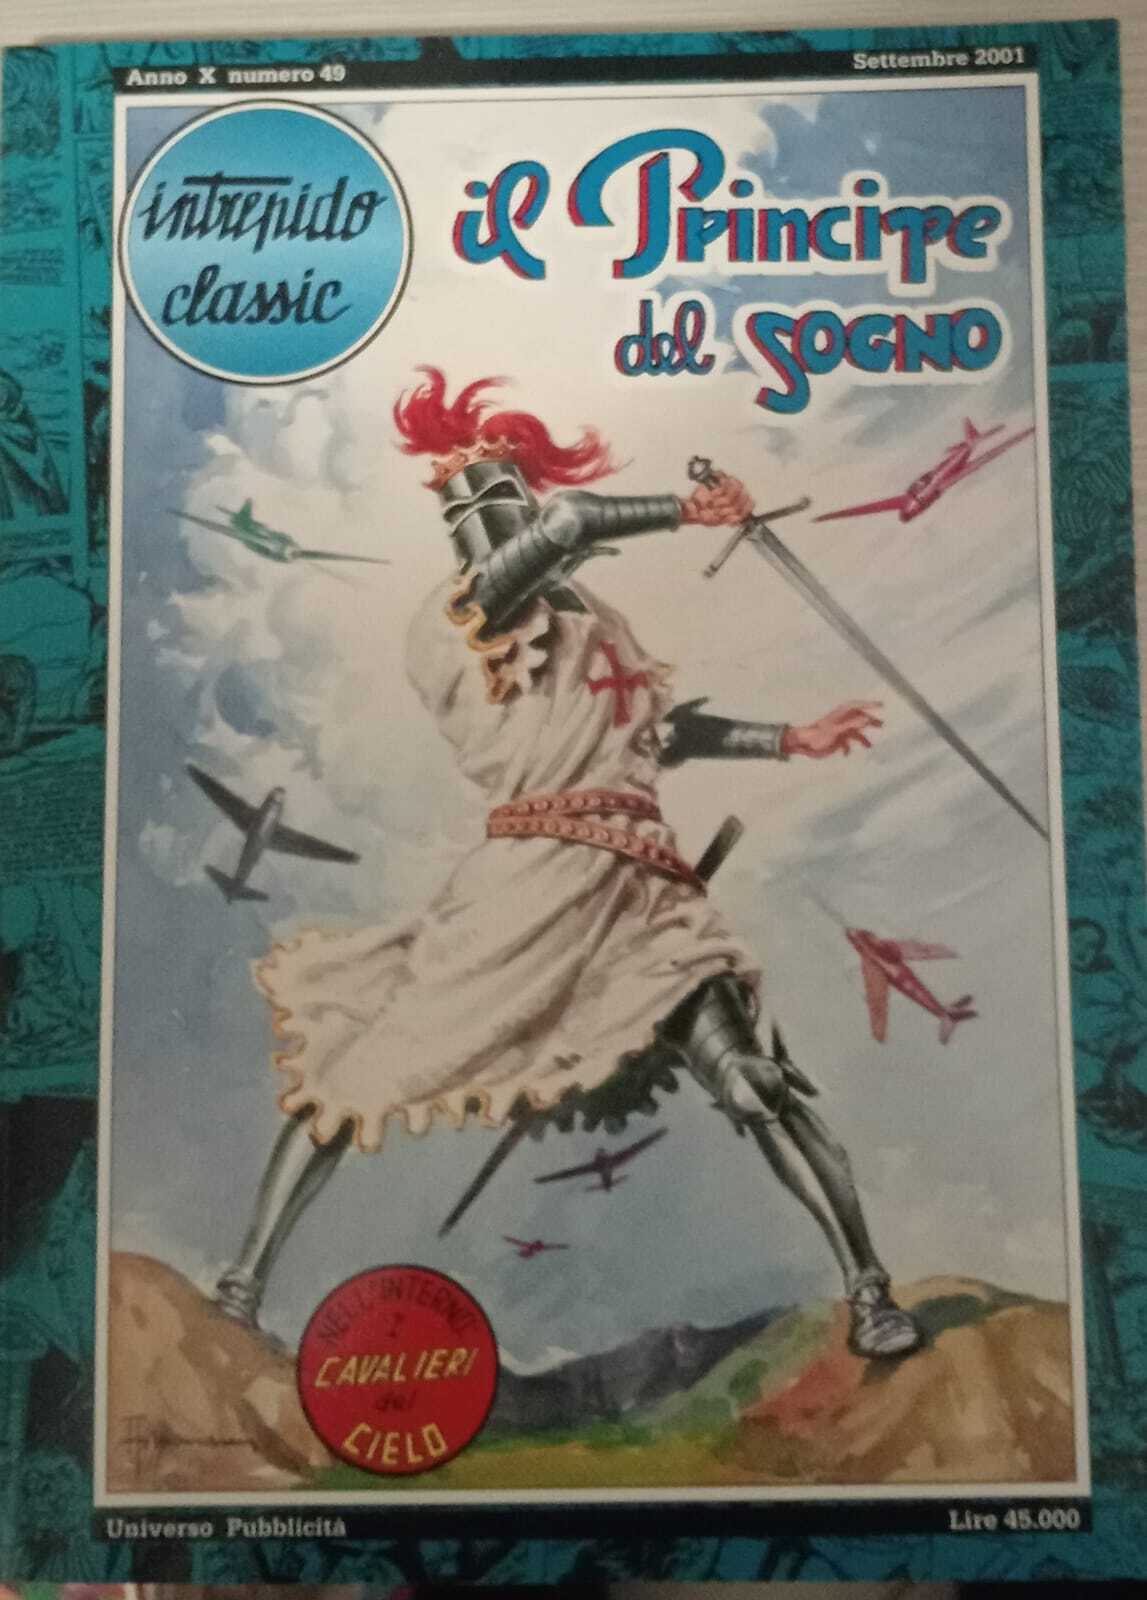 Anno X numero 49
Settembre 2001
intrepido
classic
il Principe
del SOGNO
NELL'INTERNO
I
CAVALIERI
del
CIELO
Universo Pubblicità
Lire 45.000